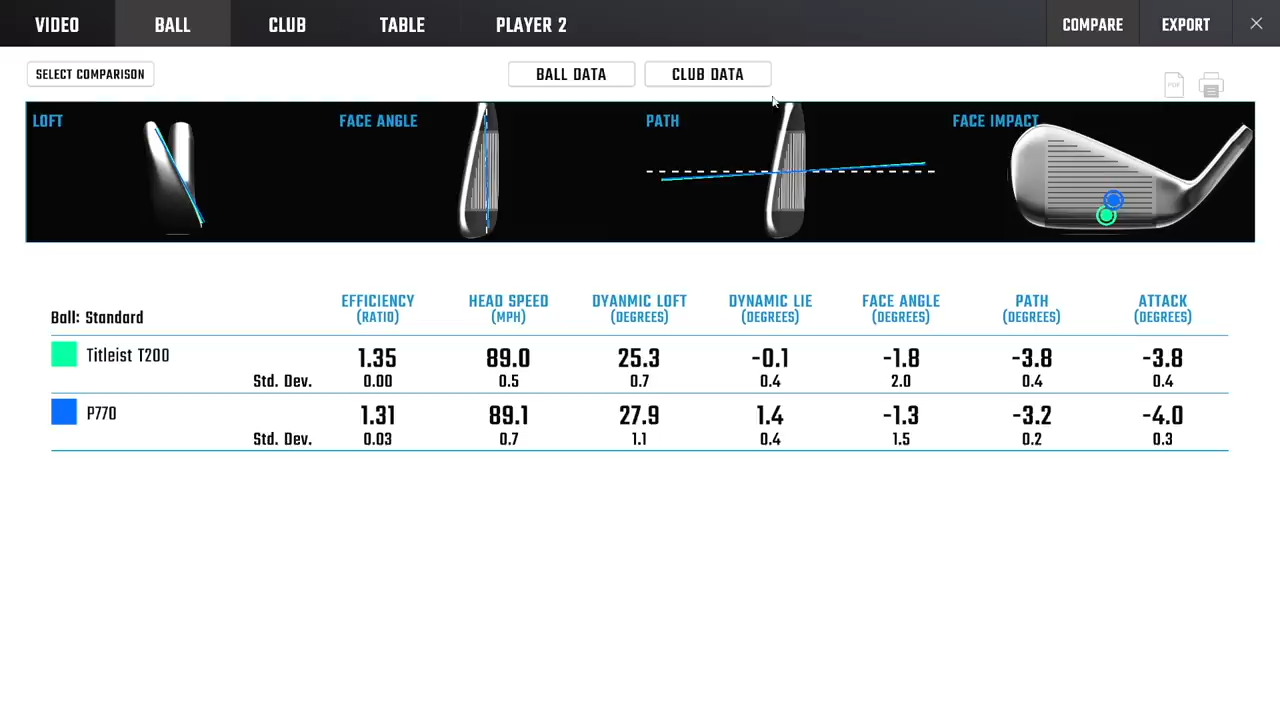 VIDEO BALL CLUB TABLE PLAYER 2 COMPARE EXPORT
SELECT COMPARISON BALL DATA CLUB DATA
PDF
LOFT FACE ANGLE PATH FACE IMPACT
EFFICIENCY HEAD SPEED DYANMIC LOFT DYNAMIC LIE FACE ANGLE PATH ATTACK
Ball: Standard (RATIO) (MPH) (DEGREES) (DEGREES) (DEGREES) (DEGREES) (DEGREES)
Titleist T200 1.35 89.0 25.3 -0.1 -1.8 -3.8 -3.8
Std. Dev. 0.00 0.5 0.7 0.4 2.0 0.4 0.4
P770 1.31 89.1 27.9 1.4 -1.3 -3.2 -4.0
Std. Dev. 0.03 0.7 1.1 0.4 1.5 0.2 0.3